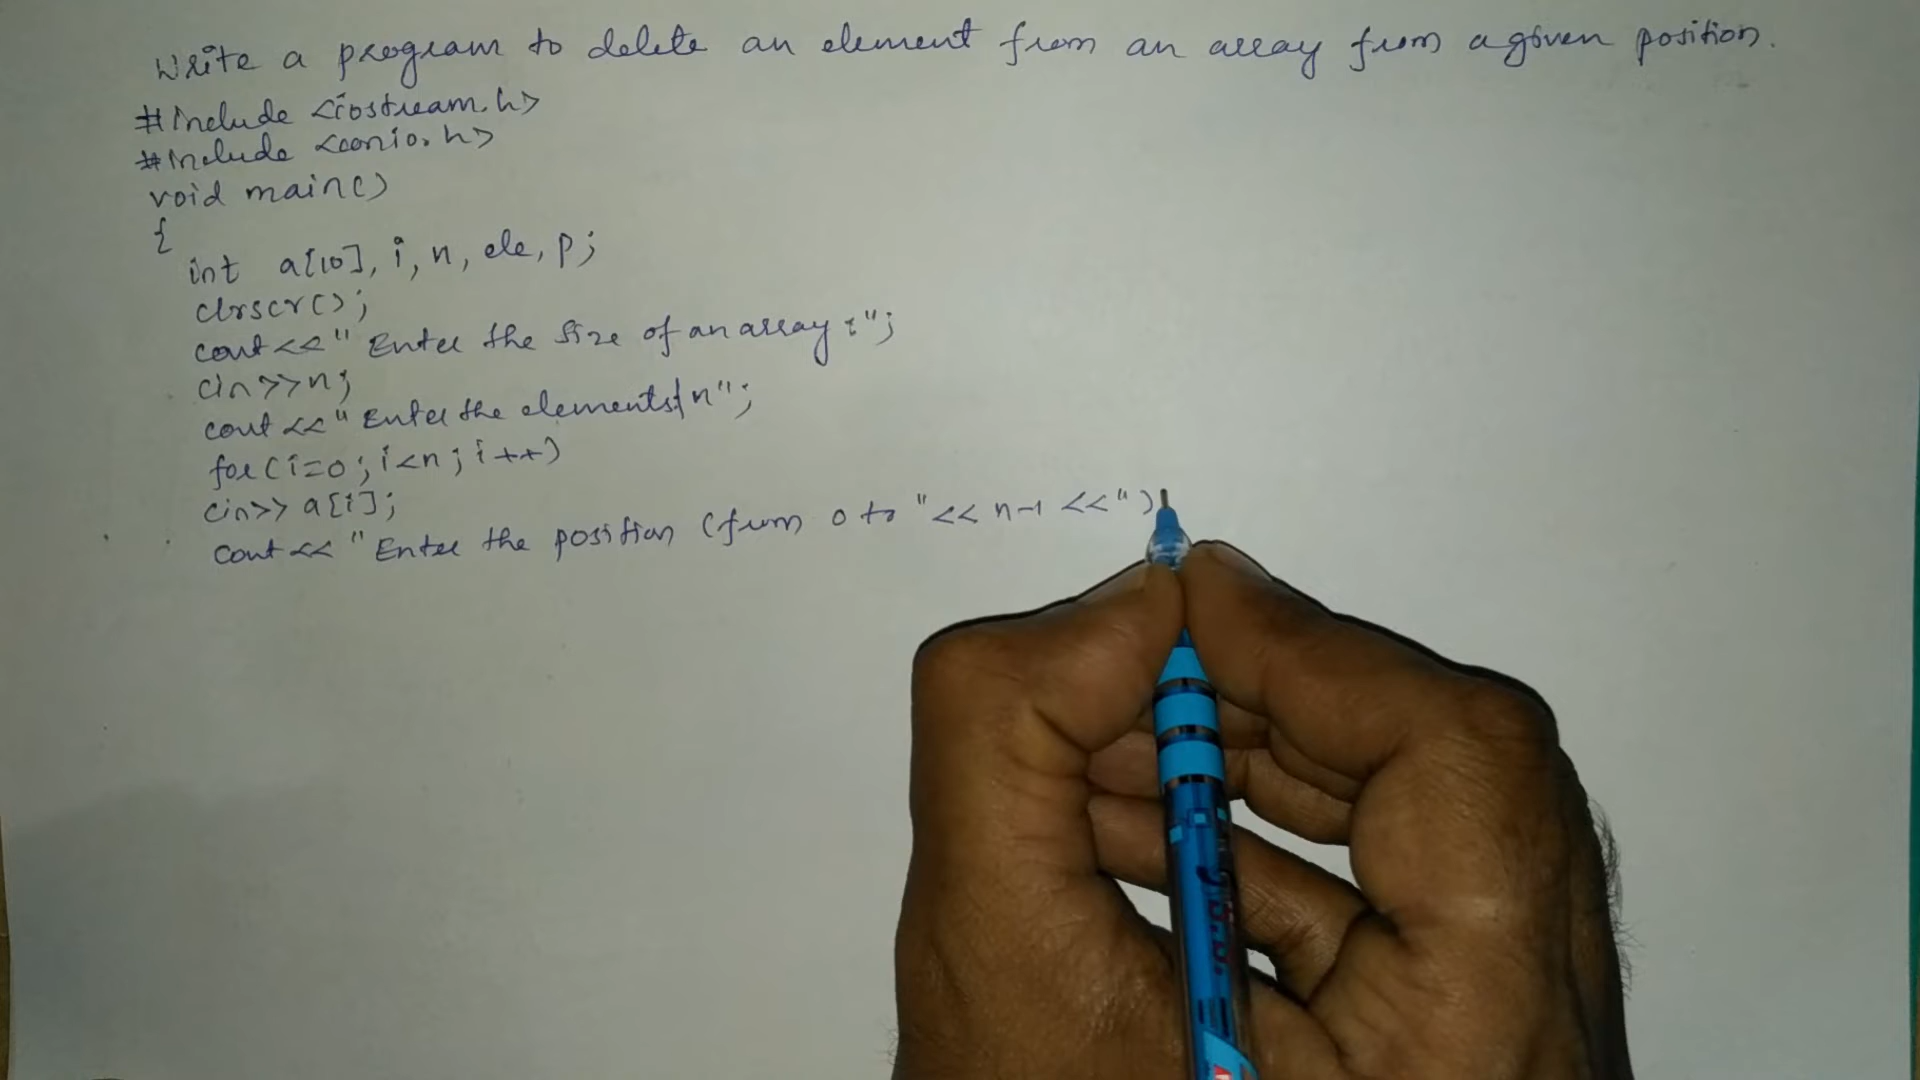 Write a program to delete an element from an array from a given position.
#include <iostream.h>
#include <conio.h>
void main()
{
int a[10], i, n, ele, p;
clrscr();
cout<<" Enter the size of an array :";
cin>>n;
cout<<" Enter the elements:\n";
for(i=0; i<n; i++)
cin>> a[i];
cout << "Enter the position (from 0 to "<< n-1 <<")